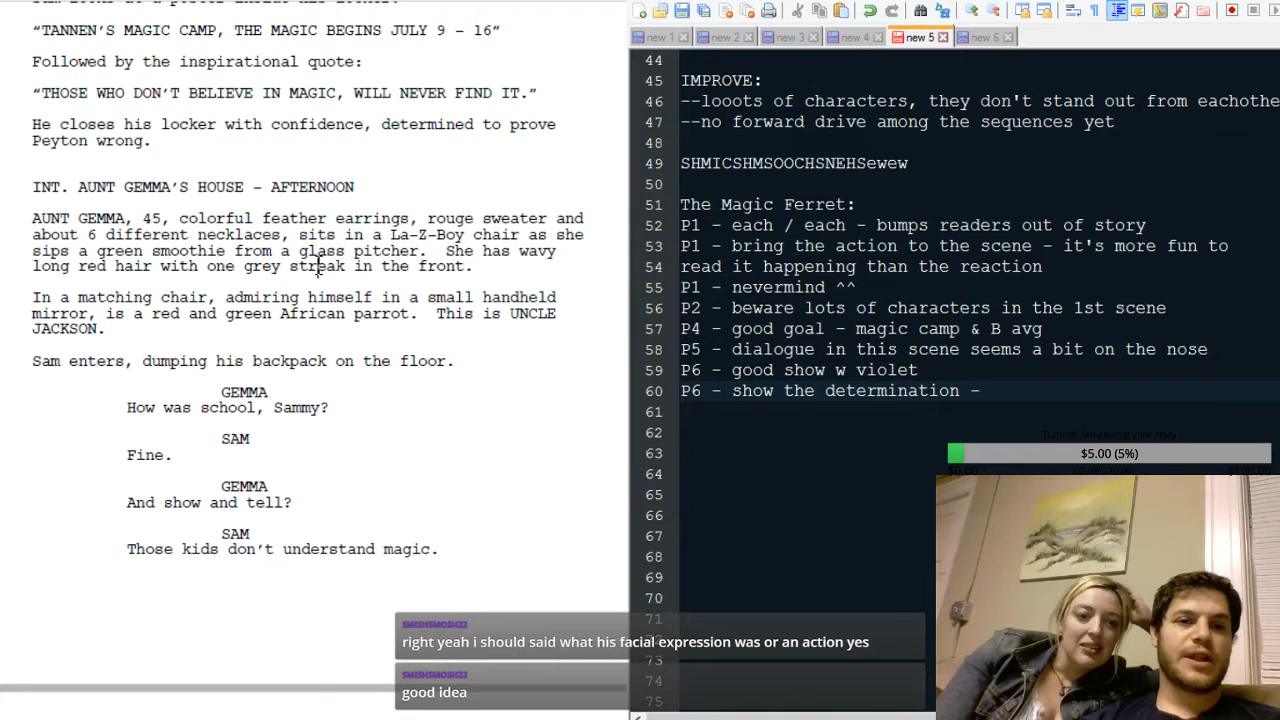 “TANNEN’S MAGIC CAMP, THE MAGIC BEGINS JULY 9 – 16”
Followed by the inspirational quote:
“THOSE WHO DON’T BELIEVE IN MAGIC, WILL NEVER FIND IT.”
He closes his locker with confidence, determined to prove
Peyton wrong.
INT. AUNT GEMMA’S HOUSE – AFTERNOON
AUNT GEMMA, 45, colorful feather earrings, rouge sweater and
about 6 different necklaces, sits in a La-Z-Boy chair as she
sips a green smoothie from a glass pitcher.  She has wavy
long red hair with one grey streak in the front.
In a matching chair, admiring himself in a small handheld
mirror, is a red and green African parrot.  This is UNCLE
JACKSON.
Sam enters, dumping his backpack on the floor.
GEMMA
How was school, Sammy?
SAM
Fine.
GEMMA
And show and tell?
SAM
Those kids don’t understand magic.
new 1
new 2
new 3
new 4
new 5
new 6
44
45 IMPROVE:
46 --looots of characters, they don't stand out from eachothe
47 --no forward drive among the sequences yet
48
49 SHMICSHMSOOCHSNEHSewew
50
51 The Magic Ferret:
52 P1 - each / each - bumps readers out of story
53 P1 - bring the action to the scene - it's more fun to
54 read it happening than the reaction
55 P1 - nevermind ^^
56 P2 - beware lots of characters in the 1st scene
57 P4 - good goal - magic camp & B avg
58 P5 - dialogue in this scene seems a bit on the nose
59 P6 - good show w violet
60 P6 - show the determination -
61
62
63
64
65
66
67
68
69
70
71
72
73
74
75
$5.00 (5%)
SMISHSMOSH22
right yeah i should said what his facial expression was or an action yes
SMISHSMOSH22
good idea